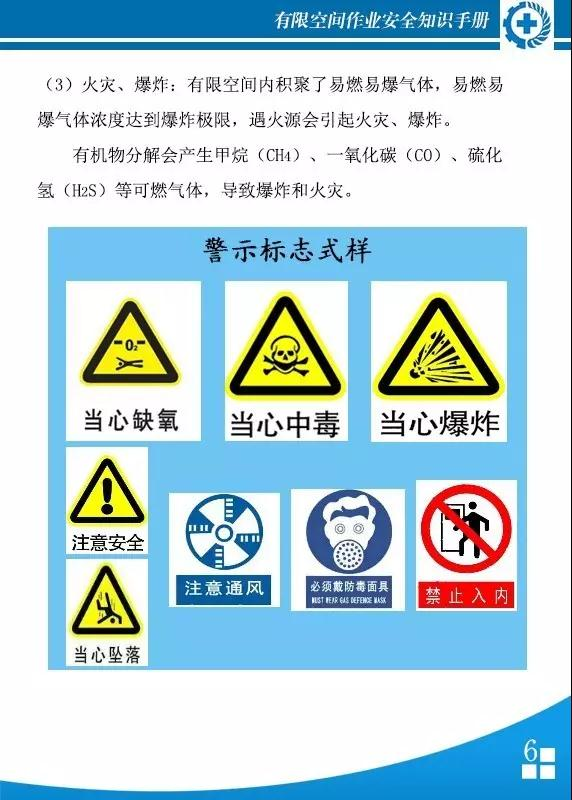 有限空间作业安全知识手册
（3）火灾、爆炸：有限空间内积聚了易燃易爆气体，易燃易
爆气体浓度达到爆炸极限，遇火源会引起火灾、爆炸。
有机物分解会产生甲烷（CH4）、一氧化碳（CO）、硫化
氢（H2S）等可燃气体，导致爆炸和火灾。
警示标志式样
O2
当心缺氧
当心中毒
当心爆炸
注意安全
注意通风
必须戴防毒面具
MUST WEAR GAS DEFENCE MASK
禁止入内
当心坠落
6